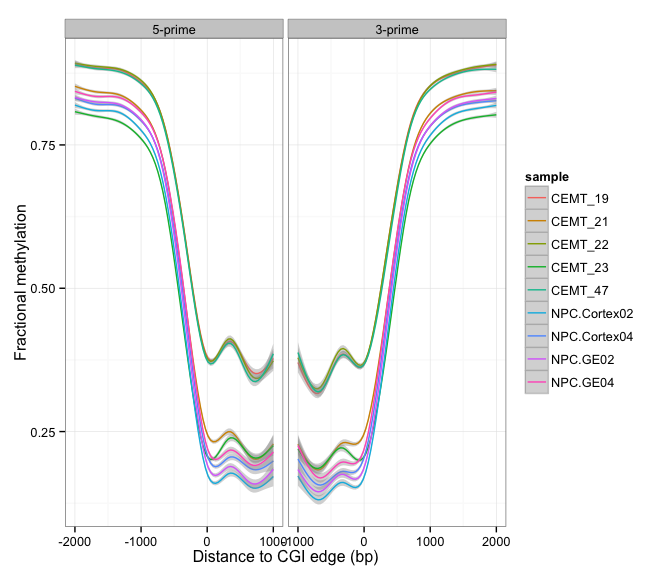 5-prime 3-prime
0.75
0.50
0.25
Fractional methylation
-2000 -1000 0 1000 -1000 0 1000 2000
Distance to CGI edge (bp)
sample
CEMT_19
CEMT_21
CEMT_22
CEMT_23
CEMT_47
NPC.Cortex02
NPC.Cortex04
NPC.GE02
NPC.GE04